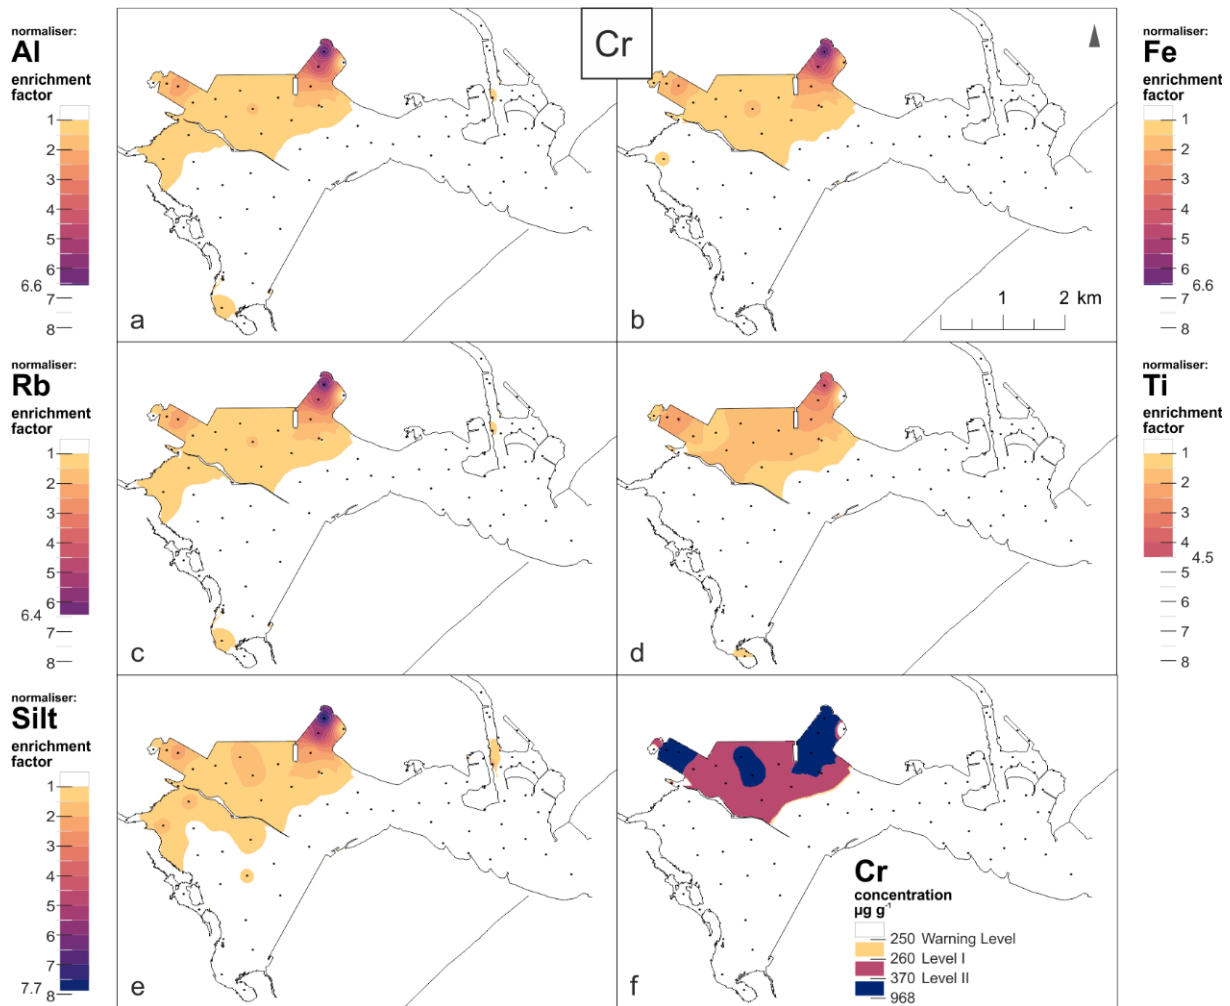 Cr
normaliser:
Al
enrichment
factor
1
2
3
4
5
6
6.6
7
8
a
normaliser:
Fe
enrichment
factor
1
2
3
4
5
6
6.6
7
8
b
1 2 km
normaliser:
Rb
enrichment
factor
1
2
3
4
5
6
6.4
7
8
c
normaliser:
Ti
enrichment
factor
1
2
3
4
4.5
5
6
7
8
d
normaliser:
Silt
enrichment
factor
1
2
3
4
5
6
7
7.7
8
e
Cr
concentration
µg g⁻¹
250 Warning Level
260 Level I
370 Level II
968
f